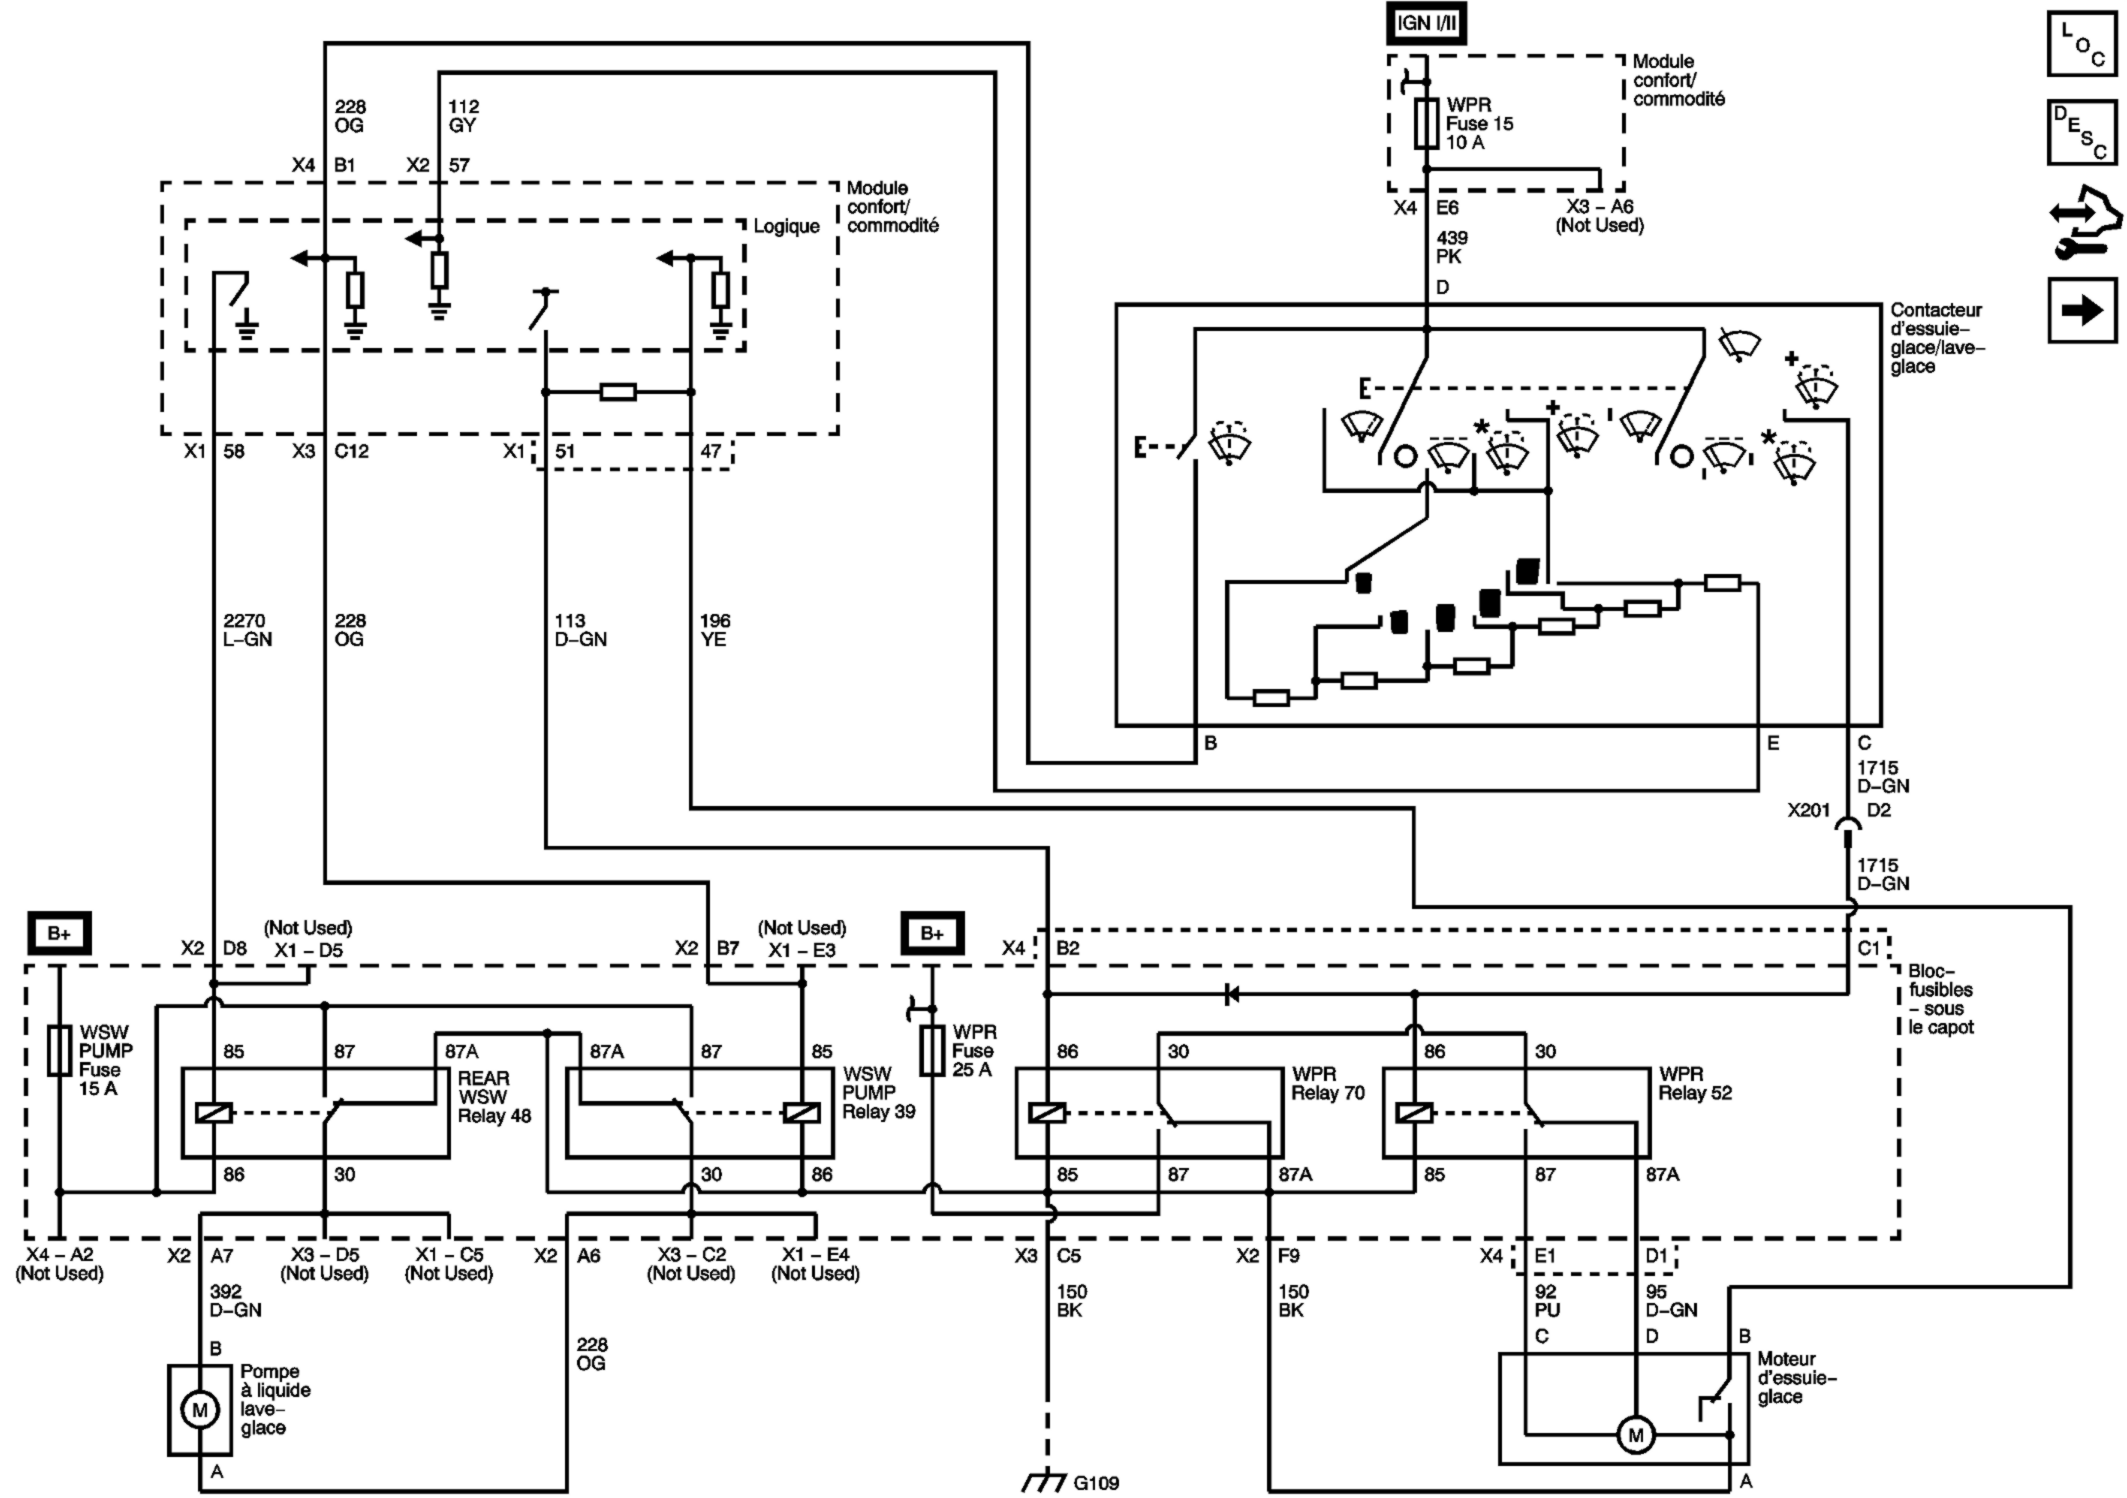 IGN I/II
L
O
C
Module
confort/
commodité
WPR
Fuse 15
10 A
D
E
S
C
228
OG
112
GY
X4 B1
X2 57
X4 E6
X3 – A6
(Not Used)
Module
confort/
commodité
Logique
439
PK
D
Contacteur
d'essuie–
glace/lave–
glace
E
+
E
*
+
*
X1 58
X3 C12
X1 51
47
2270
L–GN
228
OG
113
D–GN
196
YE
B
E
C
1715
D–GN
X201 D2
1715
D–GN
B+
X2 D8
(Not Used)
X1 – D5
X2 B7
(Not Used)
X1 – E3
B+
X4 B2
C1
Bloc–
fusibles
– sous
le capot
WSW
PUMP
Fuse
15 A
85 87 87A
REAR
WSW
Relay 48
86 30
87A 87 85
WSW
PUMP
Relay 39
30 86
WPR
Fuse
25 A
86 30
WPR
Relay 70
85 87 87A
86 30
WPR
Relay 52
85 87 87A
X4 – A2
(Not Used)
X2 A7
X3 – D5
(Not Used)
X1 – C5
(Not Used)
X2 A6
X3 – C2
(Not Used)
X1 – E4
(Not Used)
X3 C5
X2 F9
X4 E1
D1
392
D–GN
150
BK
150
BK
92
PU
95
D–GN
B
228
OG
C
D
B
Pompe
à liquide
lave–
glace
M
A
Moteur
d'essuie–
glace
M
A
G109